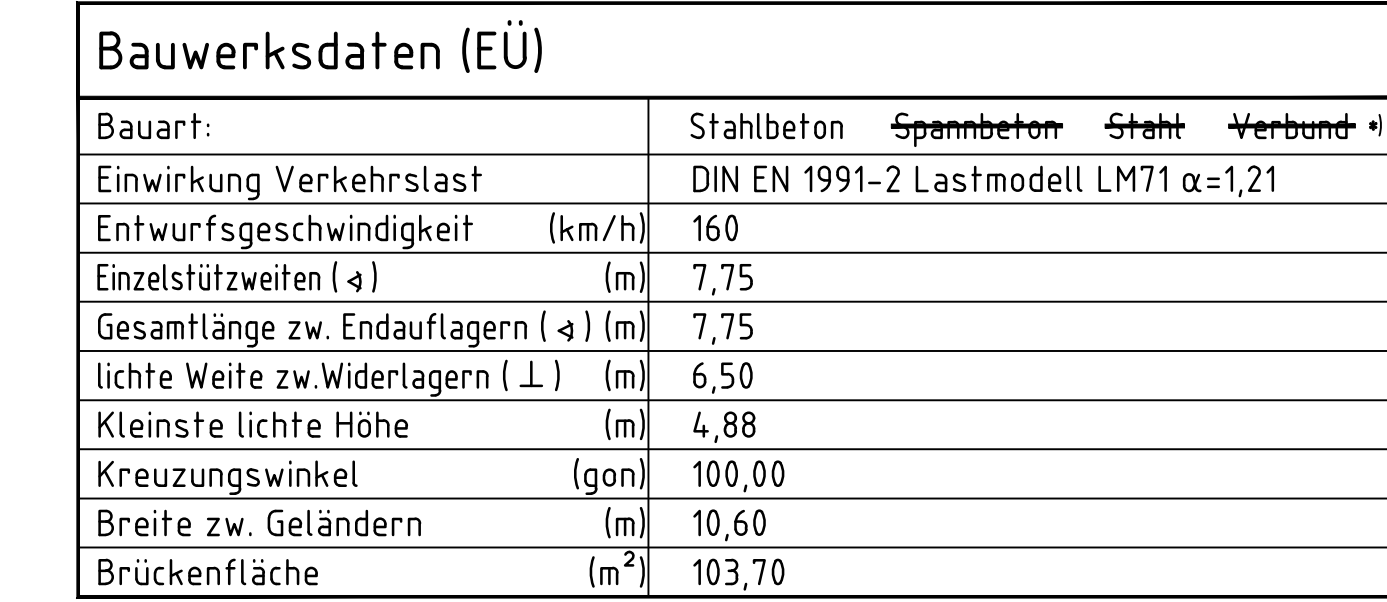 Bauwerksdaten (EÜ)
Bauart: Stahlbeton Spannbeton Stahl Verbund *)
Einwirkung Verkehrslast DIN EN 1991-2 Lastmodell LM71 α=1,21
Entwurfsgeschwindigkeit (km/h) 160
Einzelstützweiten (∢) (m) 7,75
Gesamtlänge zw. Endauflagern (∢) (m) 7,75
lichte Weite zw.Widerlagern (⊥) (m) 6,50
Kleinste lichte Höhe (m) 4,88
Kreuzungswinkel (gon) 100,00
Breite zw. Geländern (m) 10,60
Brückenfläche (m²) 103,70